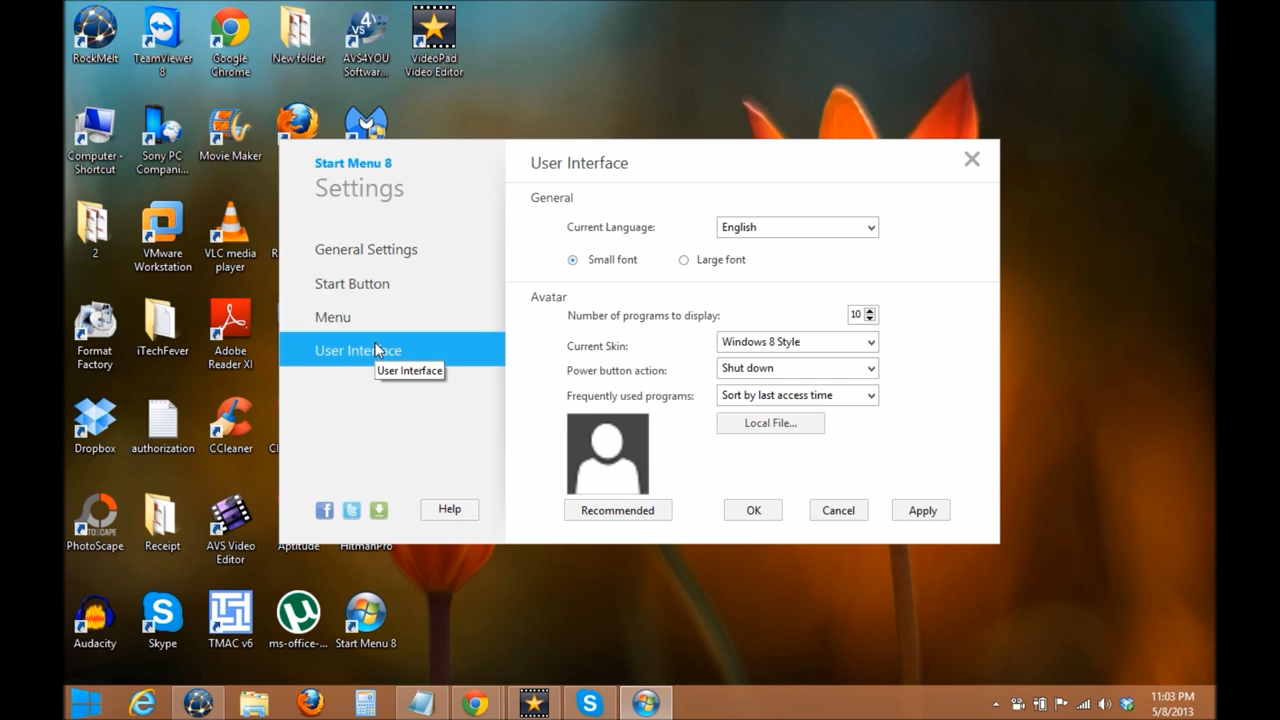 RockMelt
TeamViewer
8
Google
Chrome
New folder
AVS4YOU
Softwar...
VideoPad
Video Editor
Computer -
Shortcut
Sony PC
Compani...
Movie Maker
2
VMware
Workstation
VLC media
player
Format
Factory
iTechFever
Adobe
Reader XI
Dropbox
authorization
CCleaner
PhotoScape
Receipt
AVS Video
Editor
Aptitude
HitmanPro
Audacity
Skype
TMAC v6
ms-office-...
Start Menu 8
Start Menu 8
Settings
General Settings
Start Button
Menu
User Interface
User Interface
Help
User Interface
General
Current Language:
English
Small font
Large font
Avatar
Number of programs to display:
10
Current Skin:
Windows 8 Style
Power button action:
Shut down
Frequently used programs:
Sort by last access time
Local File...
Recommended
OK
Cancel
Apply
11:03 PM
5/8/2013